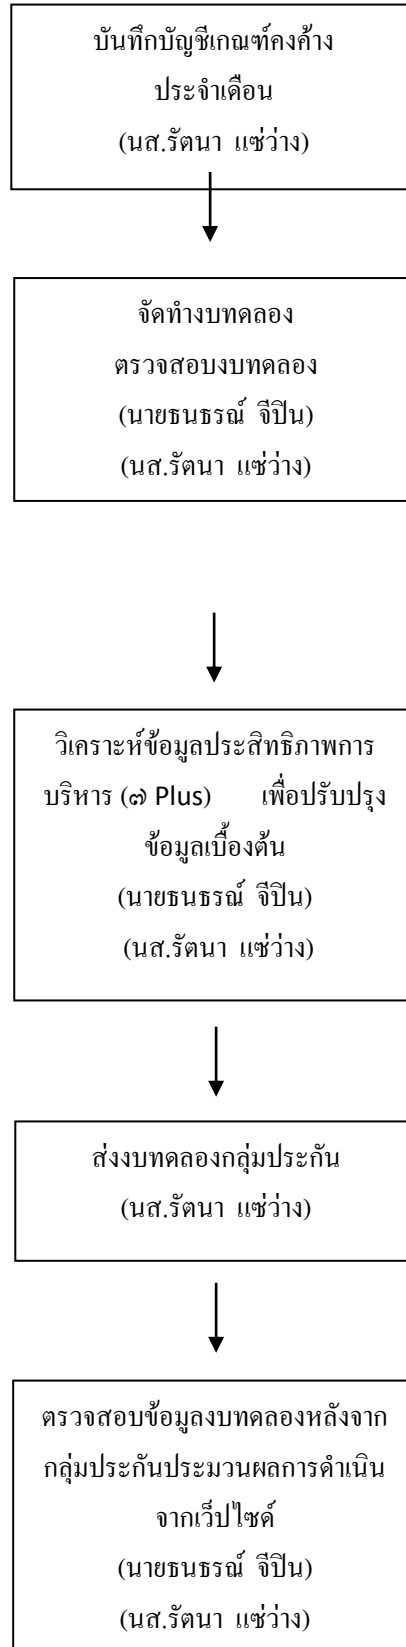 บันทึกบัญชีเกณฑ์คงค้าง
ประจำเดือน
(นส.รัตนา แซ่ว่าง)
จัดทำงบทดลอง
ตรวจสอบงบทดลอง
(นายธนธรณ์ จีปิน)
(นส.รัตนา แซ่ว่าง)
วิเคราะห์ข้อมูลประสิทธิภาพการ
บริหาร (๗ Plus) เพื่อปรับปรุง
ข้อมูลเบื้องต้น
(นายธนธรณ์ จีปิน)
(นส.รัตนา แซ่ว่าง)
ส่งงบทดลองกลุ่มประกัน
(นส.รัตนา แซ่ว่าง)
ตรวจสอบข้อมูลงบทดลองหลังจาก
กลุ่มประกันประมวนผลการดำเนิน
จากเว็ปไซด์
(นายธนธรณ์ จีปิน)
(นส.รัตนา แซ่ว่าง)